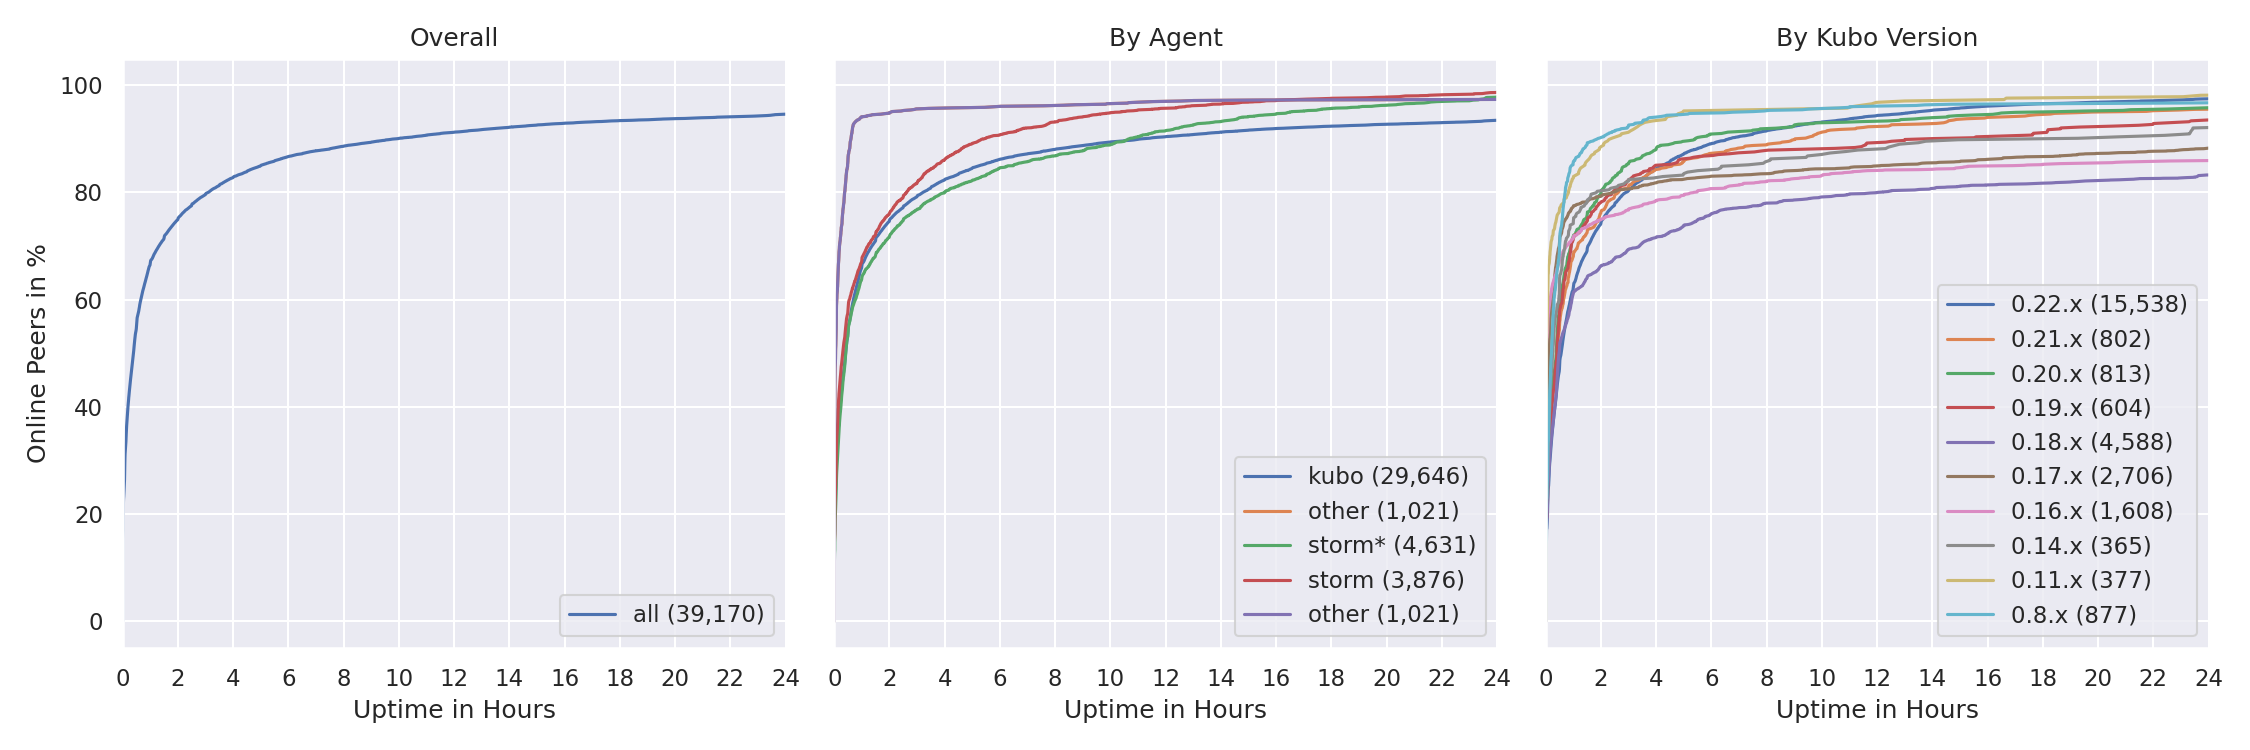 Overall
By Agent
By Kubo Version
Online Peers in %
100
80
60
40
20
0
all (39,170)
kubo (29,646)
other (1,021)
storm* (4,631)
storm (3,876)
other (1,021)
0.22.x (15,538)
0.21.x (802)
0.20.x (813)
0.19.x (604)
0.18.x (4,588)
0.17.x (2,706)
0.16.x (1,608)
0.14.x (365)
0.11.x (377)
0.8.x (877)
0 2 4 6 8 10 12 14 16 18 20 22 24
0 2 4 6 8 10 12 14 16 18 20 22 24
0 2 4 6 8 10 12 14 16 18 20 22 24
Uptime in Hours
Uptime in Hours
Uptime in Hours